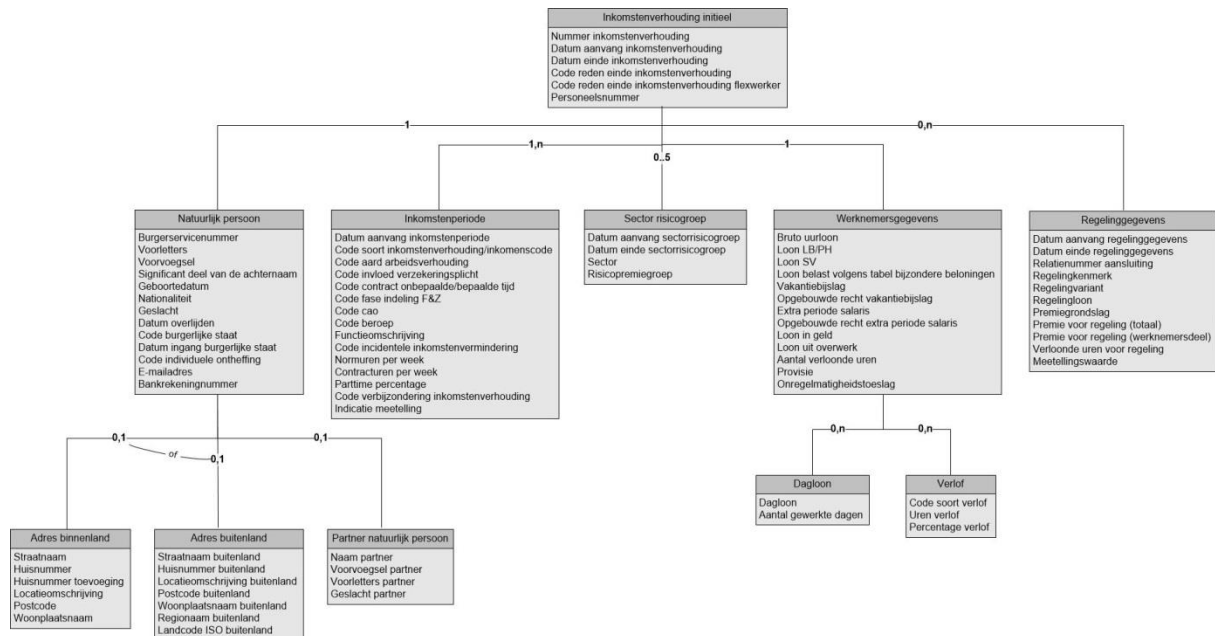 Inkomstenverhouding initieel
Nummer inkomstenverhouding
Datum aanvang inkomstenverhouding
Datum einde inkomstenverhouding
Code reden einde inkomstenverhouding
Code reden einde inkomstenverhouding flexwerker
Personeelsnummer
1
1,n
0..5
1
0,n
Natuurlijk persoon
Burgerservicenummer
Voorletters
Voorvoegsel
Significant deel van de achternaam
Geboortedatum
Nationaliteit
Geslacht
Datum overlijden
Code burgerlijke staat
Datum ingang burgerlijke staat
Code individuele ontheffing
E-mailadres
Bankrekeningnummer
Inkomstenperiode
Datum aanvang inkomstenperiode
Code soort inkomstenverhouding/inkomenscode
Code aard arbeidsverhouding
Code invloed verzekeringsplicht
Code contract onbepaalde/bepaalde tijd
Code fase indeling F&Z
Code cao
Code beroep
Functieomschrijving
Code incidentele inkomstenvermindering
Normuren per week
Contracturen per week
Parttime percentage
Code verbijzondering inkomstenverhouding
Indicatie meetelling
Sector risicogroep
Datum aanvang sectorrisicogroep
Datum einde sectorrisicogroep
Sector
Risicopremiegroep
Werknemersgegevens
Bruto uurloon
Loon LB/PH
Loon SV
Loon belast volgens tabel bijzondere beloningen
Vakantiebijslag
Opgebouwde recht vakantiebijslag
Extra periode salaris
Opgebouwde recht extra periode salaris
Loon in geld
Loon uit overwerk
Aantal verloonde uren
Provisie
Onregelmatigheidstoeslag
Regelinggegevens
Datum aanvang regelinggegevens
Datum einde regelinggegevens
Relatienummer aansluiting
Regelingkenmerk
Regelingvariant
Regelingloon
Premiegrondslag
Premie voor regeling (totaal)
Premie voor regeling (werknemersdeel)
Verloonde uren voor regeling
Meetellingswaarde
0,1
of
0,1
0,1
0,n
0,n
Adres binnenland
Straatnaam
Huisnummer
Huisnummer toevoeging
Locatieomschrijving
Postcode
Woonplaatsnaam
Adres buitenland
Straatnaam buitenland
Huisnummer buitenland
Locatieomschrijving buitenland
Postcode buitenland
Woonplaatsnaam buitenland
Regionaam buitenland
Landcode ISO buitenland
Partner natuurlijk persoon
Naam partner
Voorvoegsel partner
Voorletters partner
Geslacht partner
Dagloon
Dagloon
Aantal gewerkte dagen
Verlof
Code soort verlof
Uren verlof
Percentage verlof